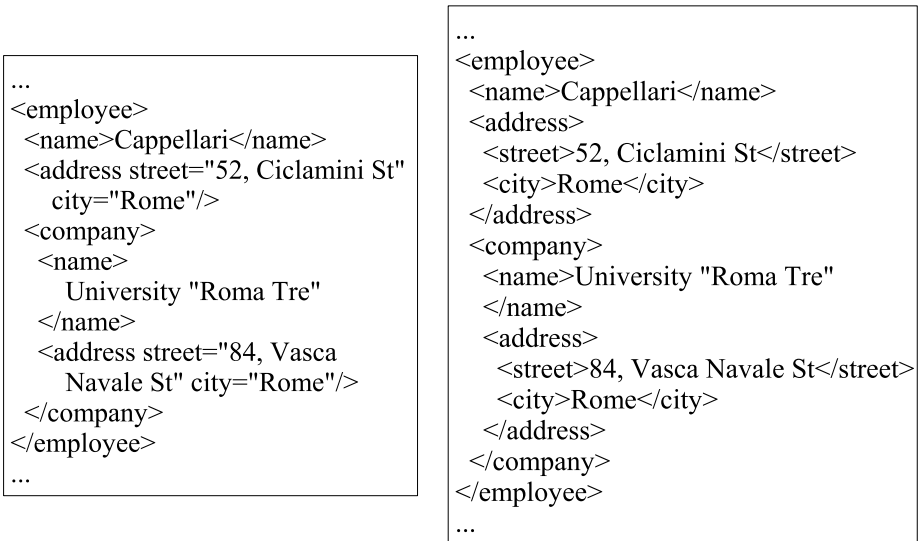 ...
<employee>
<name>Cappellari</name>
<address street="52, Ciclamini St"
city="Rome"/>
<company>
<name>
University "Roma Tre"
</name>
<address street="84, Vasca
Navale St" city="Rome"/>
</company>
</employee>
...
...
<employee>
<name>Cappellari</name>
<address>
<street>52, Ciclamini St</street>
<city>Rome</city>
</address>
<company>
<name>University "Roma Tre"
</name>
<address>
<street>84, Vasca Navale St</street>
<city>Rome</city>
</address>
</company>
</employee>
...